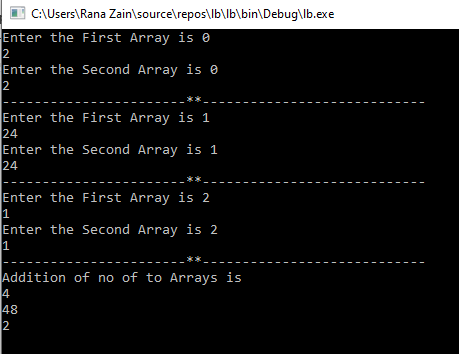 C:\Users\Rana Zain\source\repos\lb\lb\bin\Debug\lb.exe
Enter the First Array is 0
2
Enter the Second Array is 0
2
-----------------------**----------------------------
Enter the First Array is 1
24
Enter the Second Array is 1
24
-----------------------**----------------------------
Enter the First Array is 2
1
Enter the Second Array is 2
1
-----------------------**----------------------------
Addition of no of to Arrays is
4
48
2